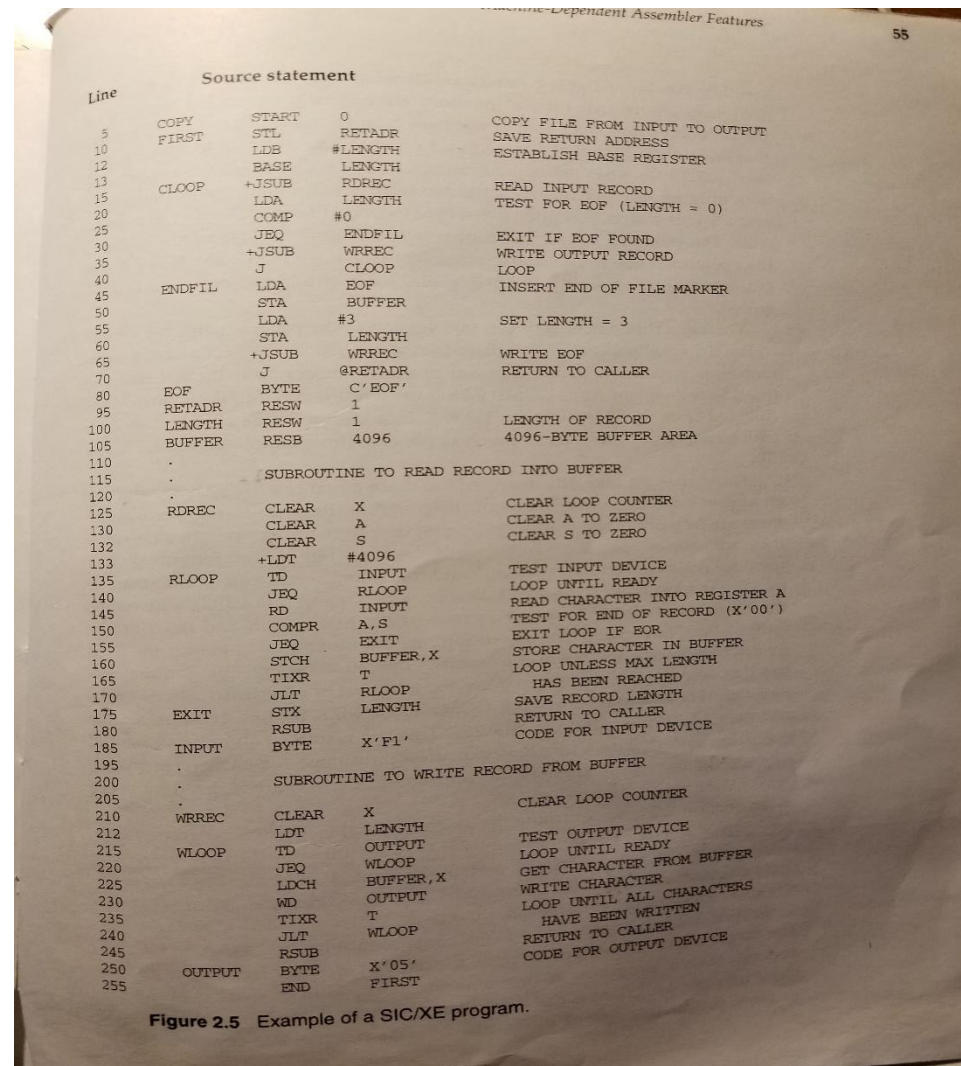 Machine-Dependent Assembler Features
55
Line Source statement
5 COPY START 0 COPY FILE FROM INPUT TO OUTPUT
10 FIRST STL RETADR SAVE RETURN ADDRESS
12 LDB #LENGTH ESTABLISH BASE REGISTER
13 BASE LENGTH
15 CLOOP +JSUB RDREC READ INPUT RECORD
20 LDA LENGTH TEST FOR EOF (LENGTH = 0)
25 COMP #0
30 JEQ ENDFIL EXIT IF EOF FOUND
35 +JSUB WRREC WRITE OUTPUT RECORD
40 J CLOOP LOOP
45 ENDFIL LDA EOF INSERT END OF FILE MARKER
50 STA BUFFER
55 LDA #3 SET LENGTH = 3
60 STA LENGTH
65 +JSUB WRREC WRITE EOF
70 J @RETADR RETURN TO CALLER
80 EOF BYTE C'EOF'
95 RETADR RESW 1
100 LENGTH RESW 1 LENGTH OF RECORD
105 BUFFER RESB 4096 4096-BYTE BUFFER AREA
110 .
115 . SUBROUTINE TO READ RECORD INTO BUFFER
120 .
125 RDREC CLEAR X CLEAR LOOP COUNTER
130 CLEAR A CLEAR A TO ZERO
132 CLEAR S CLEAR S TO ZERO
133 +LDT #4096
135 RLOOP TD INPUT TEST INPUT DEVICE
140 JEQ RLOOP LOOP UNTIL READY
145 RD INPUT READ CHARACTER INTO REGISTER A
150 COMPR A,S TEST FOR END OF RECORD (X'00')
155 JEQ EXIT EXIT LOOP IF EOR
160 STCH BUFFER,X STORE CHARACTER IN BUFFER
165 TIXR T LOOP UNLESS MAX LENGTH
170 JLT RLOOP HAS BEEN REACHED
175 EXIT STX LENGTH SAVE RECORD LENGTH
180 RSUB RETURN TO CALLER
185 INPUT BYTE X'F1' CODE FOR INPUT DEVICE
195 .
200 . SUBROUTINE TO WRITE RECORD FROM BUFFER
205 .
210 WRREC CLEAR X CLEAR LOOP COUNTER
212 LDT LENGTH
215 WLOOP TD OUTPUT TEST OUTPUT DEVICE
220 JEQ WLOOP LOOP UNTIL READY
225 LDCH BUFFER,X GET CHARACTER FROM BUFFER
230 WD OUTPUT WRITE CHARACTER
235 TIXR T LOOP UNTIL ALL CHARACTERS
240 JLT WLOOP HAVE BEEN WRITTEN
245 RSUB RETURN TO CALLER
250 OUTPUT BYTE X'05' CODE FOR OUTPUT DEVICE
255 END FIRST
Figure 2.5 Example of a SIC/XE program.